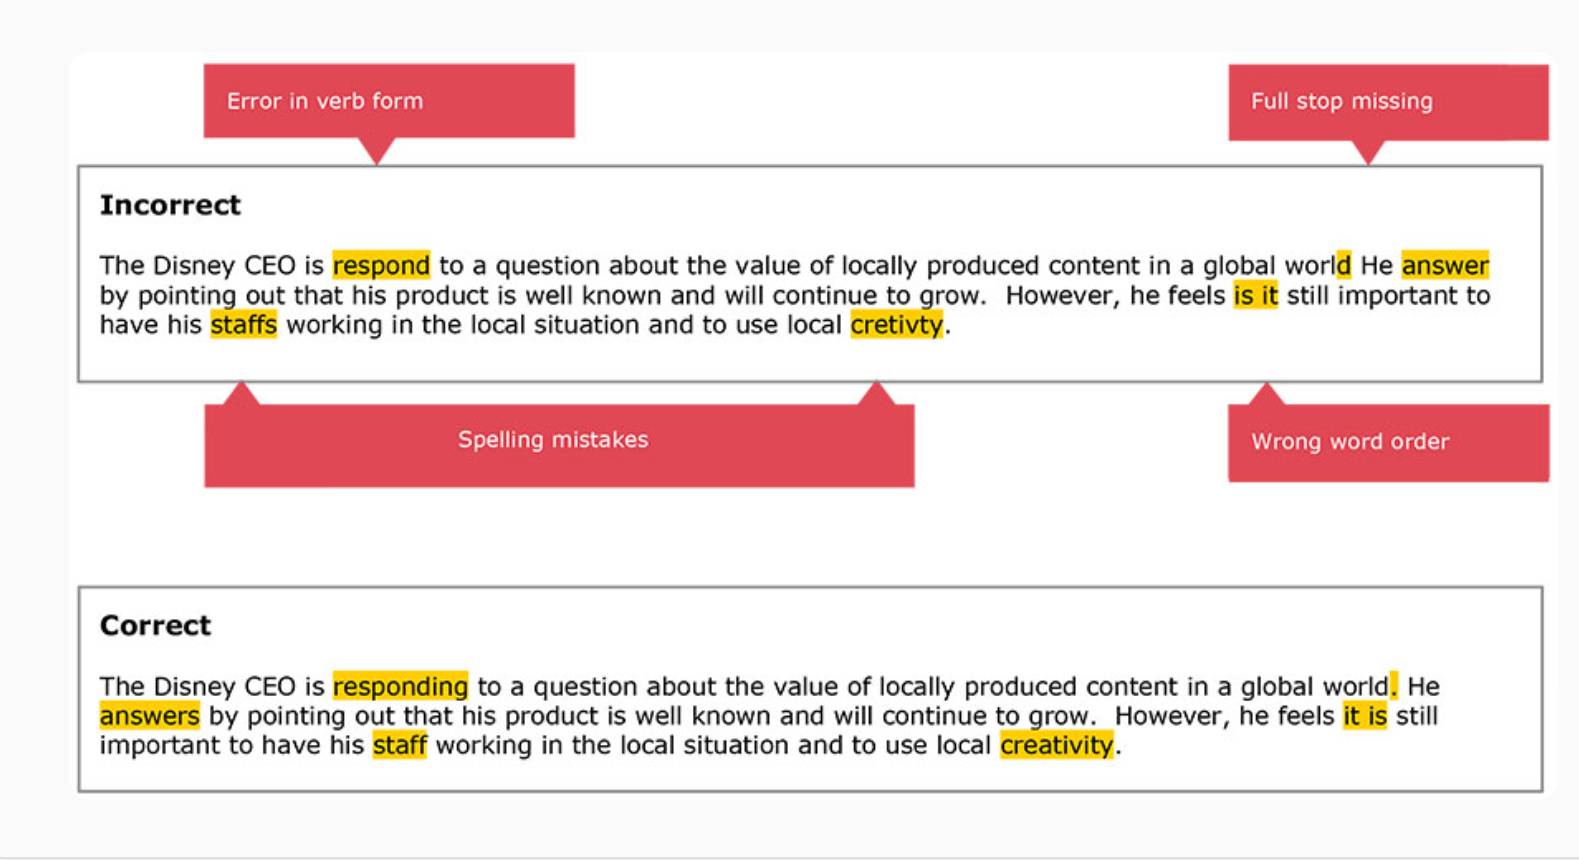 Error in verb form
Full stop missing
Incorrect
The Disney CEO is respond to a question about the value of locally produced content in a global world He answer
by pointing out that his product is well known and will continue to grow.  However, he feels is it still important to
have his staffs working in the local situation and to use local cretivty.
Spelling mistakes
Wrong word order
Correct
The Disney CEO is responding to a question about the value of locally produced content in a global world. He
answers by pointing out that his product is well known and will continue to grow.  However, he feels it is still
important to have his staff working in the local situation and to use local creativity.